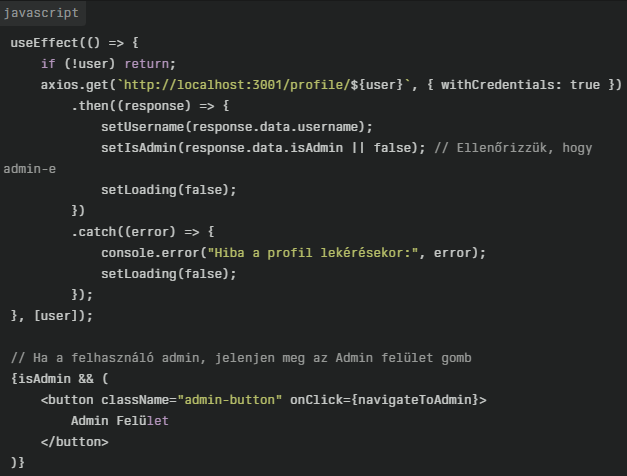 javascript
useEffect(() => {
    if (!user) return;
    axios.get(`http://localhost:3001/profile/${user}`, { withCredentials: true })
        .then((response) => {
            setUsername(response.data.username);
            setIsAdmin(response.data.isAdmin || false); // Ellenőrizzük, hogy
admin-e
            setLoading(false);
        })
        .catch((error) => {
            console.error("Hiba a profil lekérésekor:", error);
            setLoading(false);
        });
}, [user]);
// Ha a felhasználó admin, jelenjen meg az Admin felület gomb
{isAdmin && (
    <button className="admin-button" onClick={navigateToAdmin}>
        Admin Felület
    </button>
)}